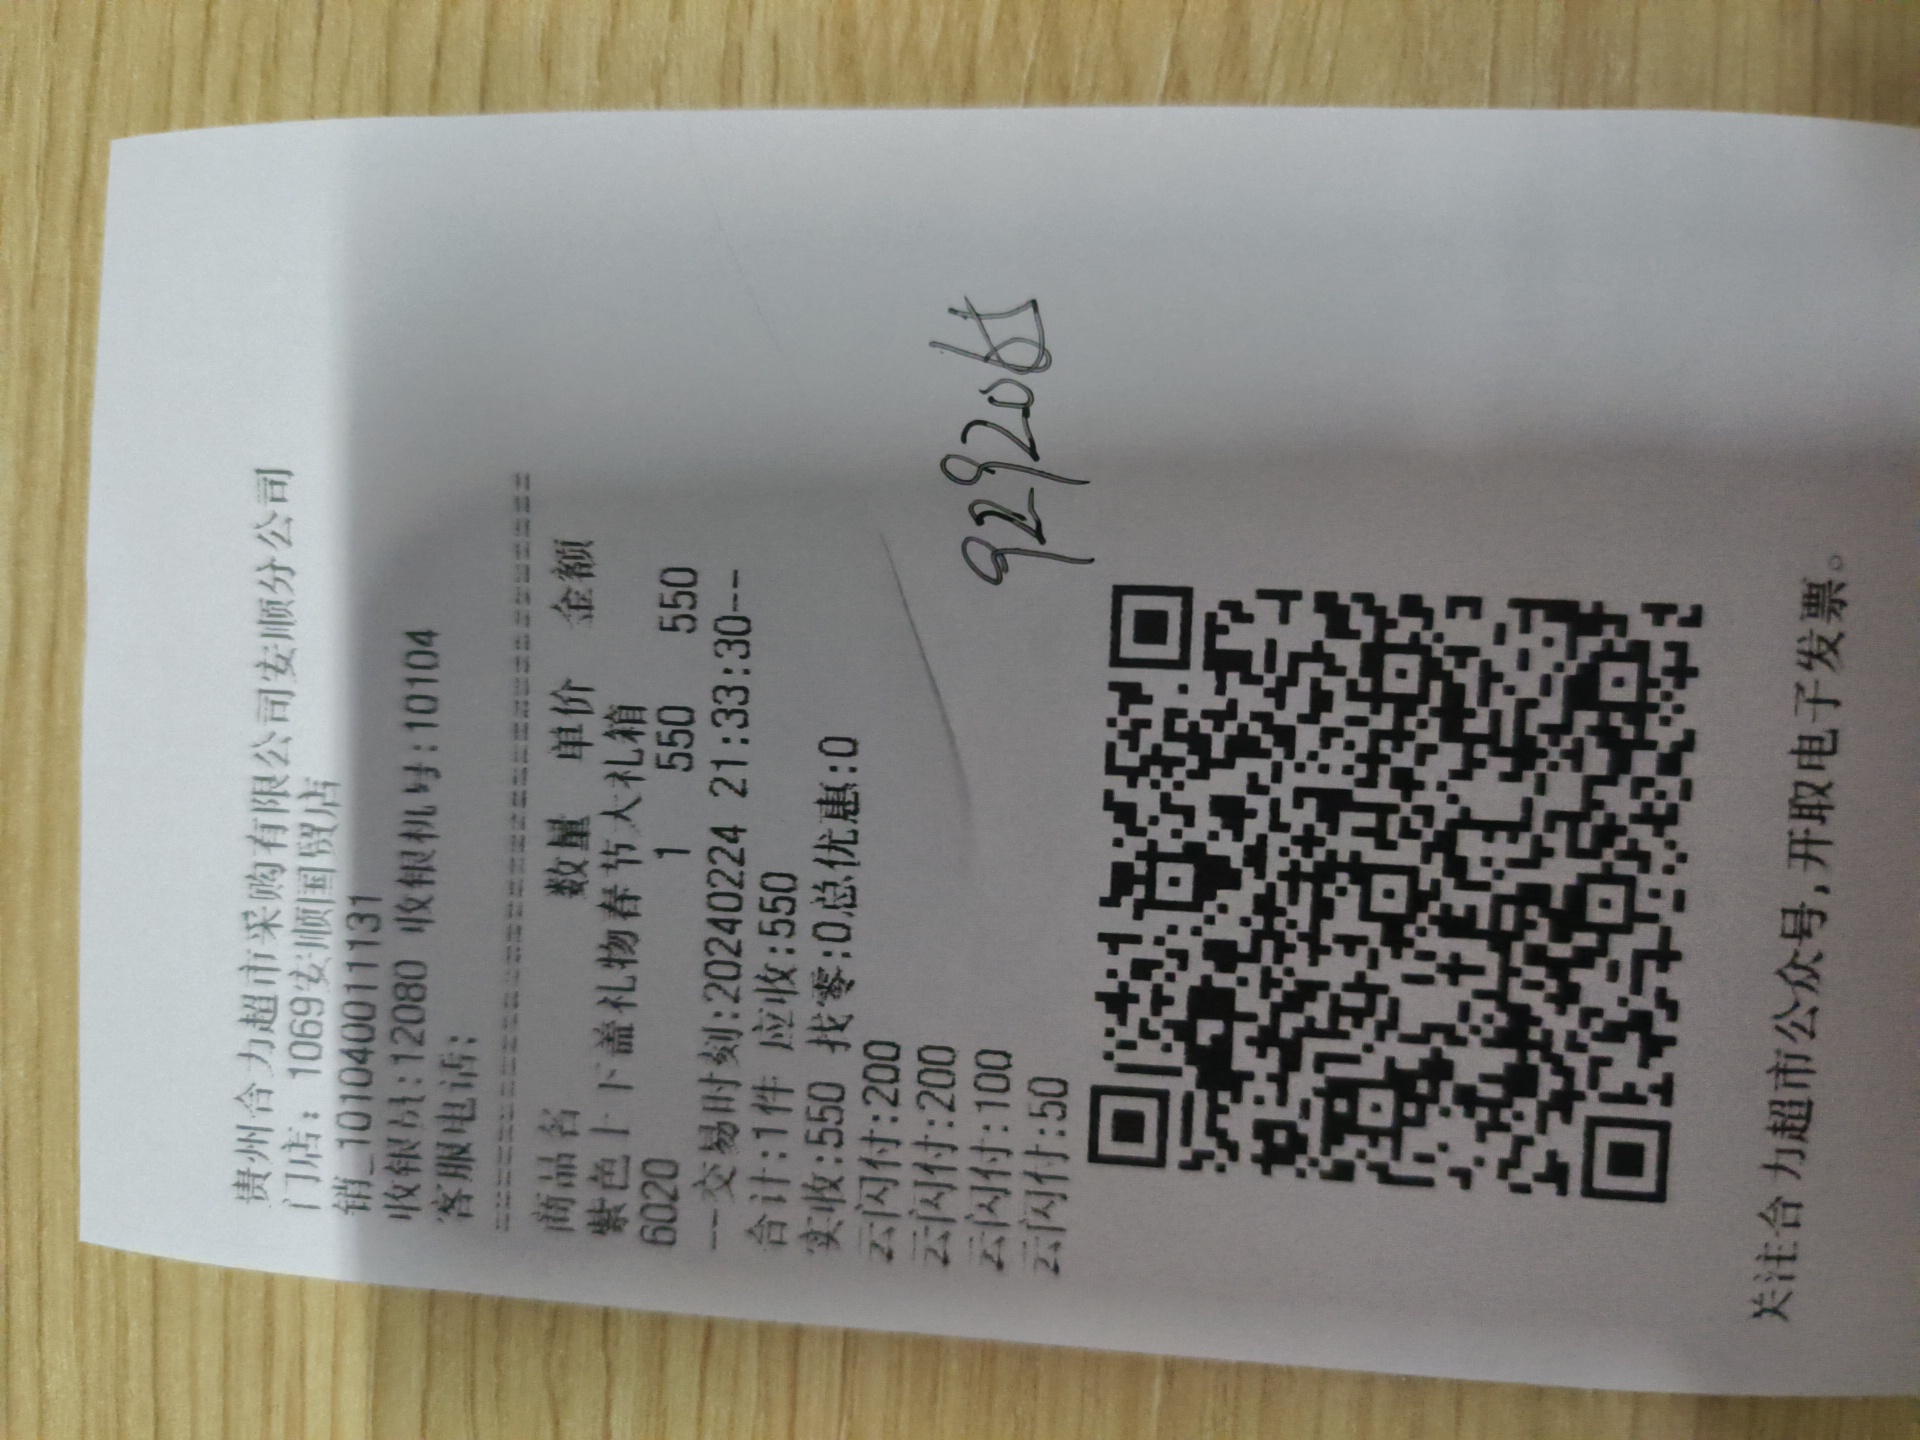 贵州合力超市采购有限公司安顺分公司
门店：1069安顺国贸店
销_101040011131
收银员:12080 收银机号:10104
客服电话:
商品名 数量 单价 金额
紫色上下盖礼物春节大礼箱
6020 1 550 550
--交易时刻:20240224 21:33:30--
合计:1件 应收:550
实收:550 找零:0总优惠:0
云闪付:200
云闪付:200
云闪付:100
云闪付:50
关注合力超市公众号,开取电子发票。